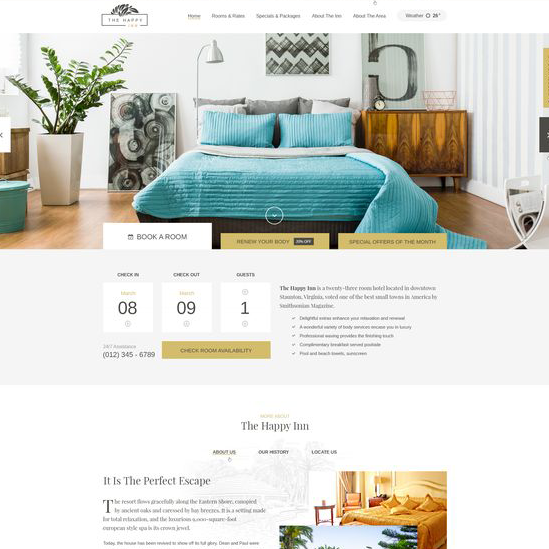 THE HAPPY
INN
Home Rooms & Rates Specials & Packages About The Inn About The Area Weather 26°
BOOK A ROOM
RENEW YOUR BODY 20% OFF
SPECIAL OFFERS OF THE MONTH
CHECK IN CHECK OUT GUESTS
March March
08 09 1
24/7 Assistance
(012) 345 - 6789
CHECK ROOM AVAILABILITY
The Happy Inn is a twenty-three room hotel located in downtown
Staunton, Virginia, voted one of the best small towns in America by
Smithsonian Magazine.
Delightful extras enhance your relaxation and renewal
A wonderful variety of body services escape you to luxury
Professional waxing provides the finishing touch
Complimentary breakfast served poolside
Pool and beach towels, sunscreen
MORE ABOUT
The Happy Inn
ABOUT US OUR HISTORY LOCATE US
It Is The Perfect Escape
The resort flows gracefully along the Eastern Shore, canopied
by ancient oaks and caressed by bay breezes. It is a setting made
for total relaxation, and the luxurious 9,000-square-foot
european style spa is its crown jewel.
Today, the house has been revived to show off its full glory. Dean and Paul were